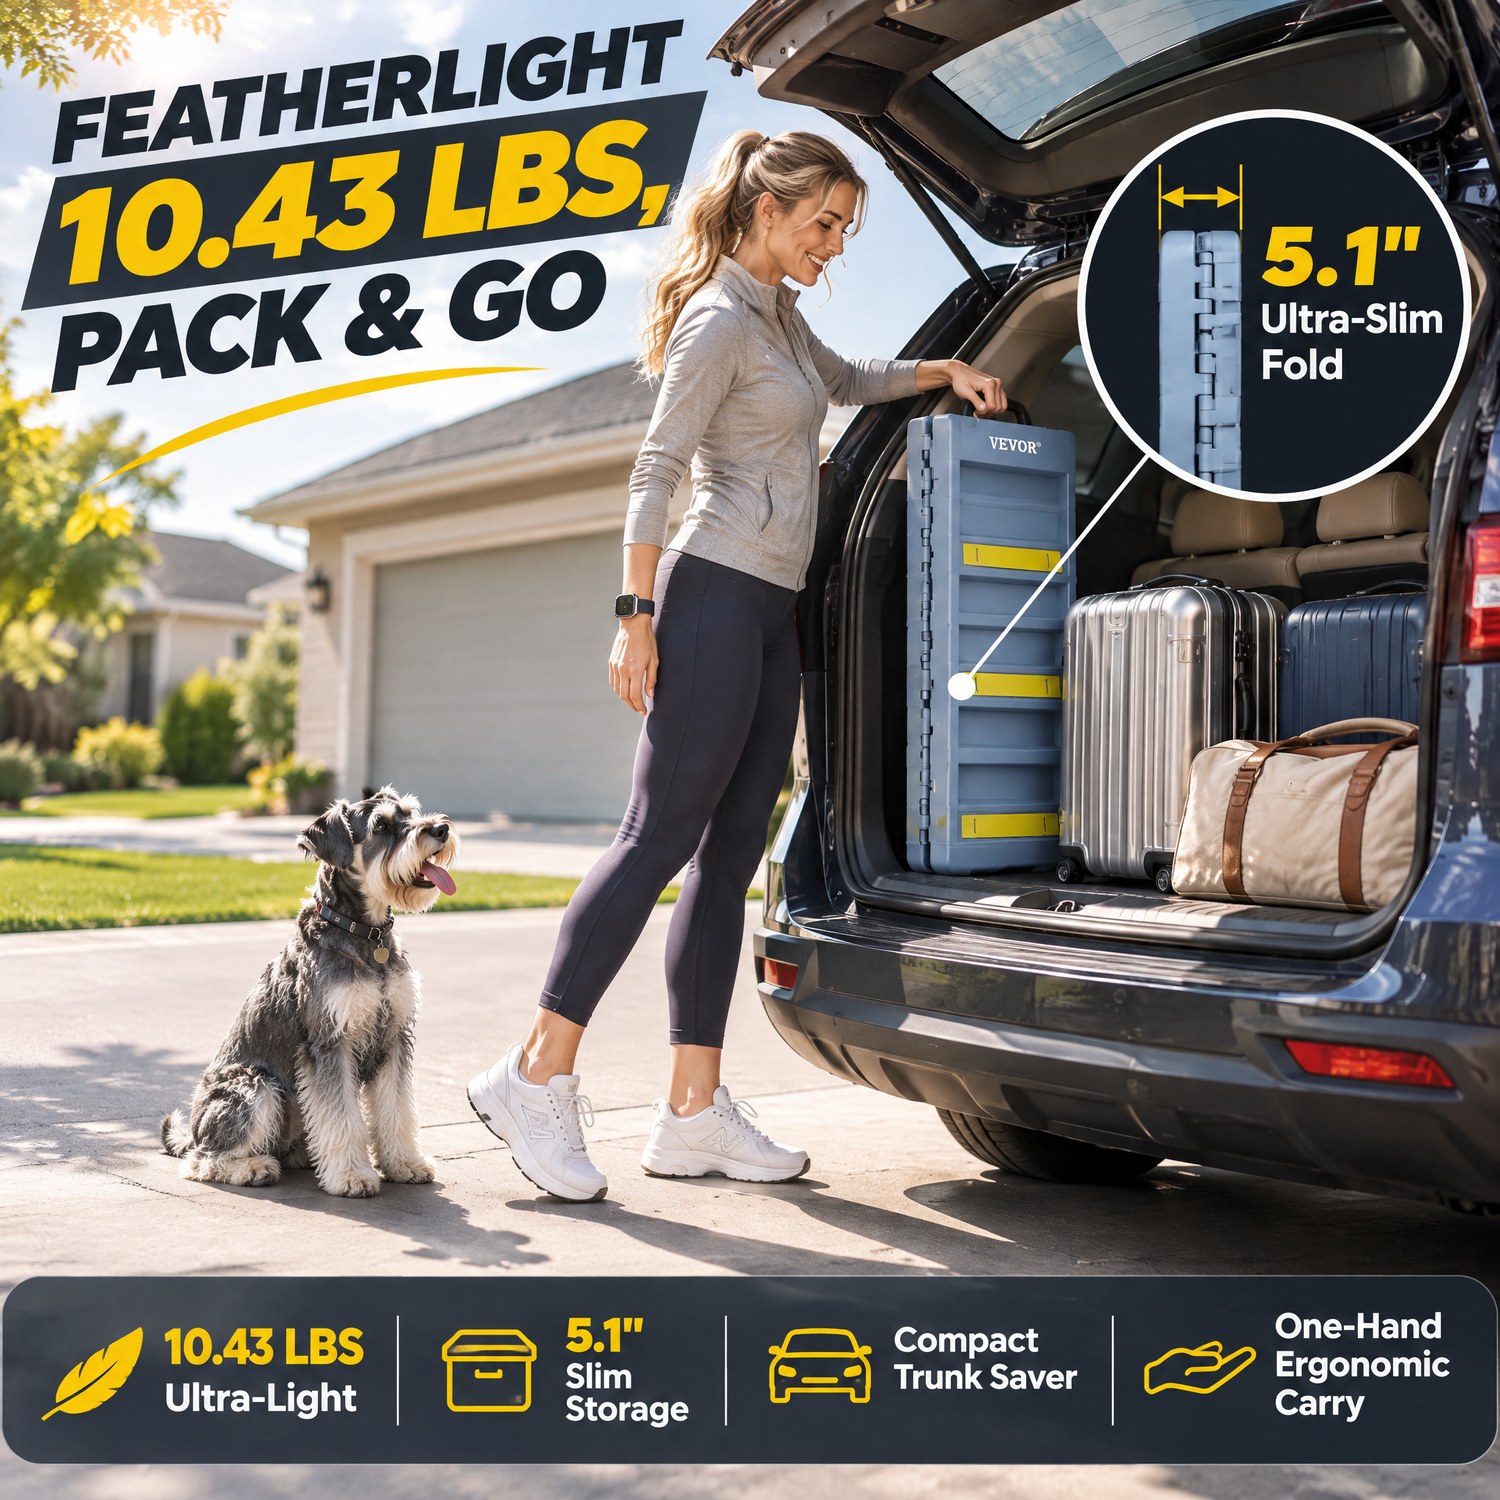 FEATHERLIGHT
10.43 LBS,
PACK & GO
5.1"
Ultra-Slim
Fold
VEVOR®
10.43 LBS
Ultra-Light
5.1"
Slim
Storage
Compact
Trunk Saver
One-Hand
Ergonomic
Carry